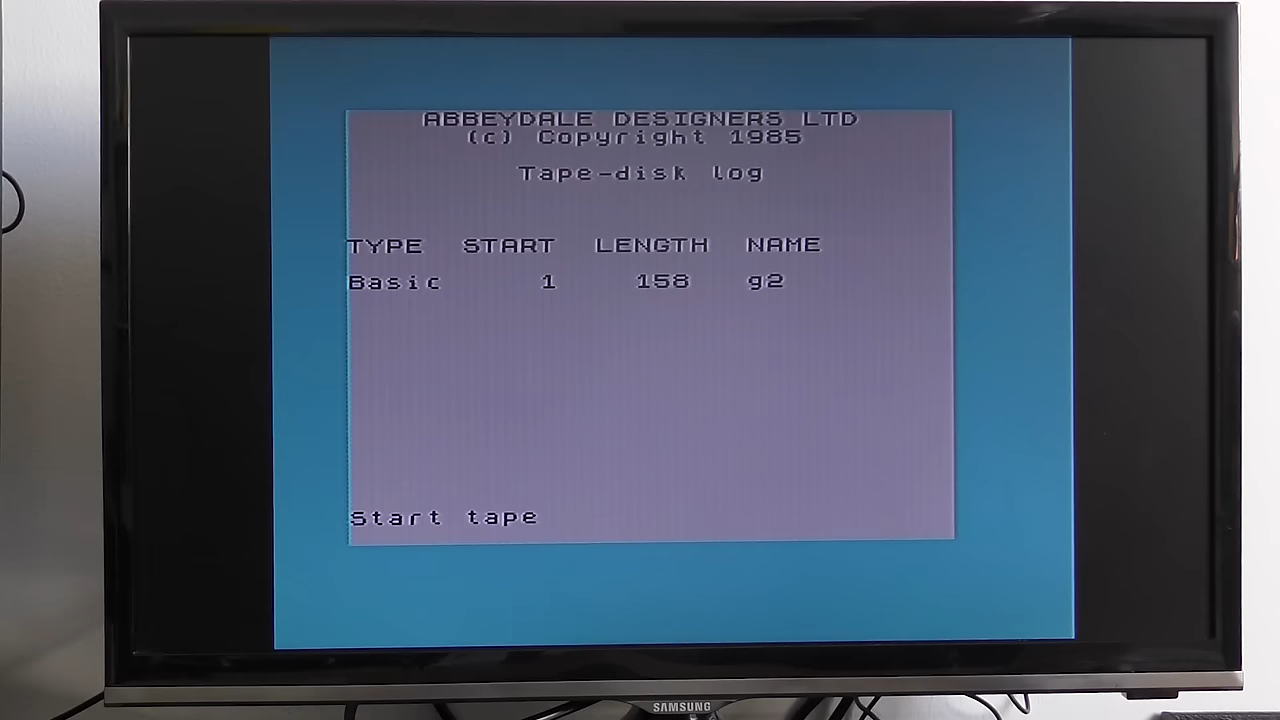 ABBEYDALE DESIGNERS LTD
(c) Copyright 1985
Tape-disk log
TYPE START LENGTH NAME
Basic 1 158 g2
Start tape
SAMSUNG